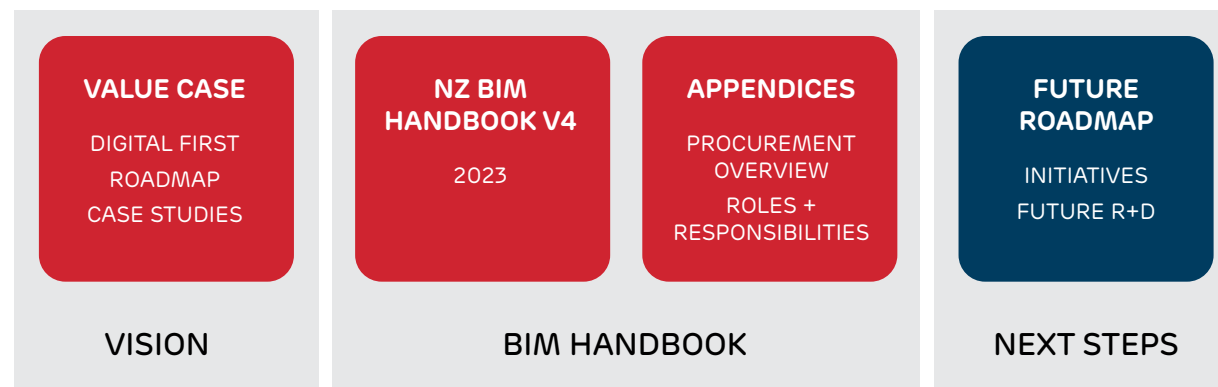 VALUE CASE
DIGITAL FIRST
ROADMAP
CASE STUDIES
VISION
NZ BIM
HANDBOOK V4
2023
APPENDICES
PROCUREMENT
OVERVIEW
ROLES +
RESPONSIBILITIES
BIM HANDBOOK
FUTURE
ROADMAP
INITIATIVES
FUTURE R+D
NEXT STEPS